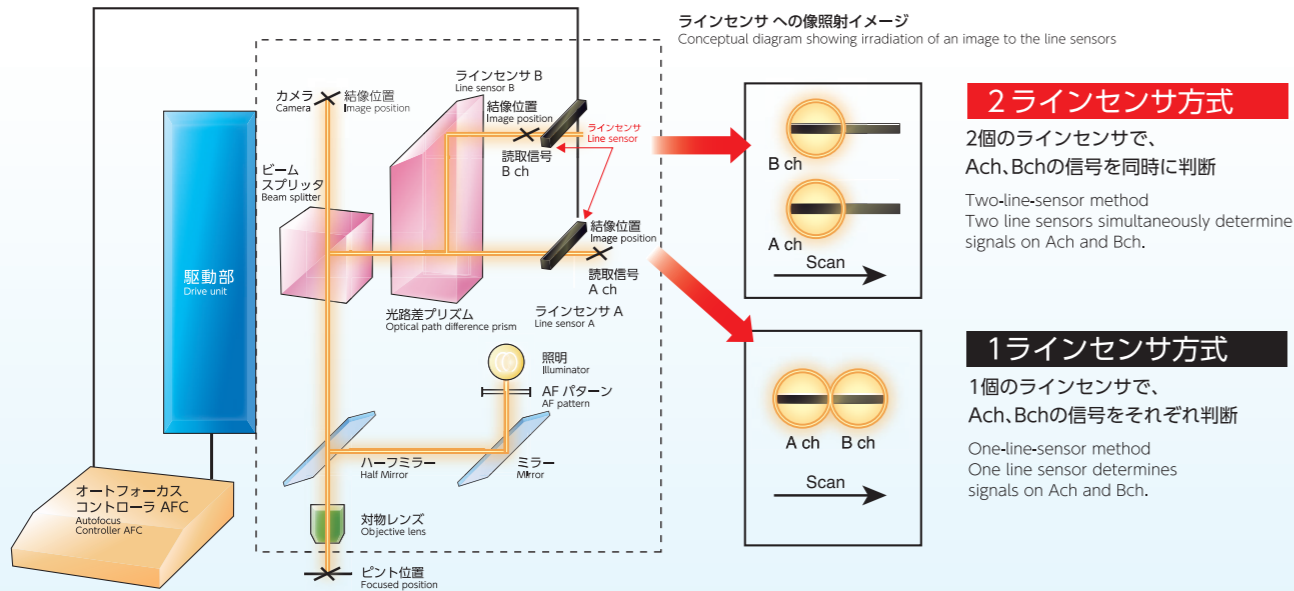 ラインセンサ への像照射イメージ
Conceptual diagram showing irradiation of an image to the line sensors
カメラ
Camera
結像位置
Image position
ラインセンサ B
Line sensor B
結像位置
Image position
ラインセンサ
Line sensor
読取信号
B ch
ビーム
スプリッタ
Beam splitter
結像位置
Image position
読取信号
A ch
駆動部
Drive unit
光路差プリズム
Optical path difference prism
ラインセンサ A
Line sensor A
照明
Illuminator
AF パターン
AF pattern
ハーフミラー
Half Mirror
ミラー
Mirror
オートフォーカス
コントローラ AFC
Autofocus
Controller AFC
対物レンズ
Objective lens
ピント位置
Focused position
B ch
A ch
Scan
2ラインセンサ方式
2個のラインセンサで、
Ach、Bchの信号を同時に判断
Two-line-sensor method
Two line sensors simultaneously determine
signals on Ach and Bch.
A ch B ch
Scan
1ラインセンサ方式
1個のラインセンサで、
Ach、Bchの信号をそれぞれ判断
One-line-sensor method
One line sensor determines
signals on Ach and Bch.